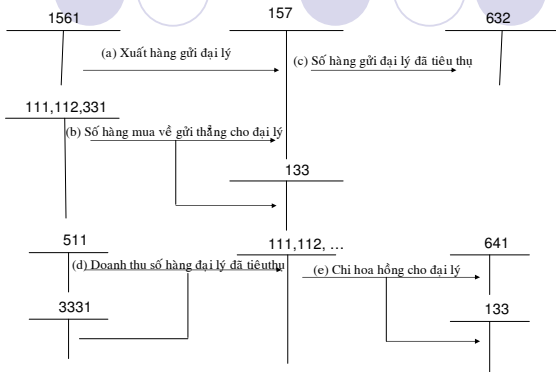 1561
157
632
(a) Xuất hàng gửi đại lý
(c) Số hàng gửi đại lý đã tiêu thụ
111,112,331
(b) Số hàng mua về gửi thẳng cho đại lý
133
511
111,112, ...
641
(d) Doanh thu số hàng đại lý đã tiêuthụ
(e) Chi hoa hồng cho đại lý
3331
133